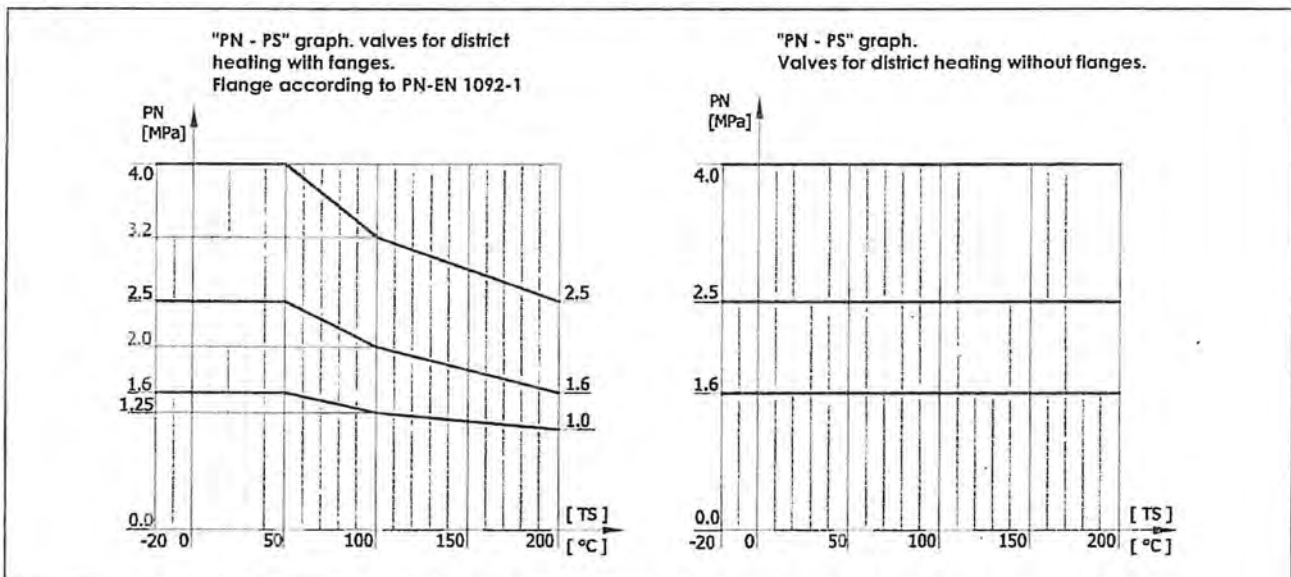 "PN - PS" graph. valves for district
heating with fanges.
Flange according to PN-EN 1092-1
PN
[MPa]
4.0
3.2
2.5
2.0
1.6
1.25
0.0
2.5
1.6
1.0
-20 0 50 100 150 200
[ TS ]
[ °C ]
"PN - PS" graph.
Valves for district heating without flanges.
PN
[MPa]
4.0
2.5
1.6
0.0
-20 0 50 100 150 200
[ TS ]
[ °C ]